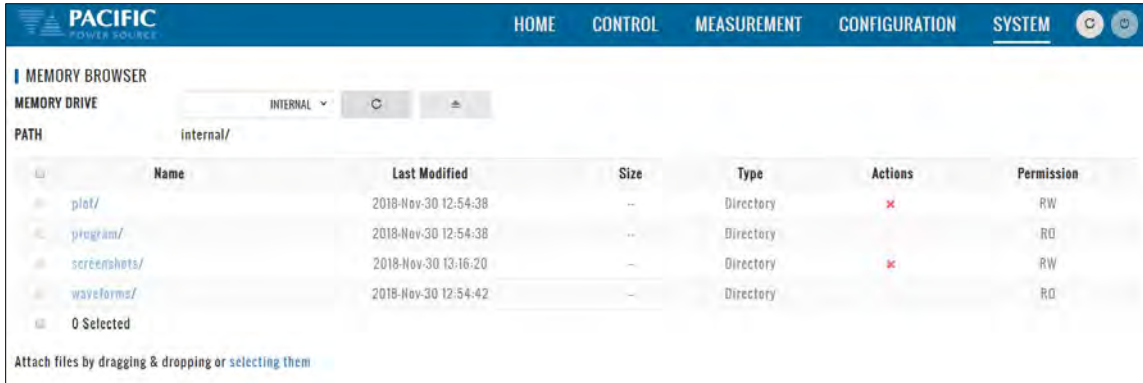 PACIFIC
POWER SOURCE
HOME CONTROL MEASUREMENT CONFIGURATION SYSTEM
MEMORY BROWSER
MEMORY DRIVE INTERNAL
PATH internal/
Name Last Modified Size Type Actions Permission
plot/ 2018-Nov-30 12:54:38 -- Directory RW
program/ 2018-Nov-30 12:54:38 -- Directory RO
screenshots/ 2018-Nov-30 13:16:20 -- Directory RW
waveforms/ 2018-Nov-30 12:54:42 -- Directory RO
0 Selected
Attach files by dragging & dropping or selecting them